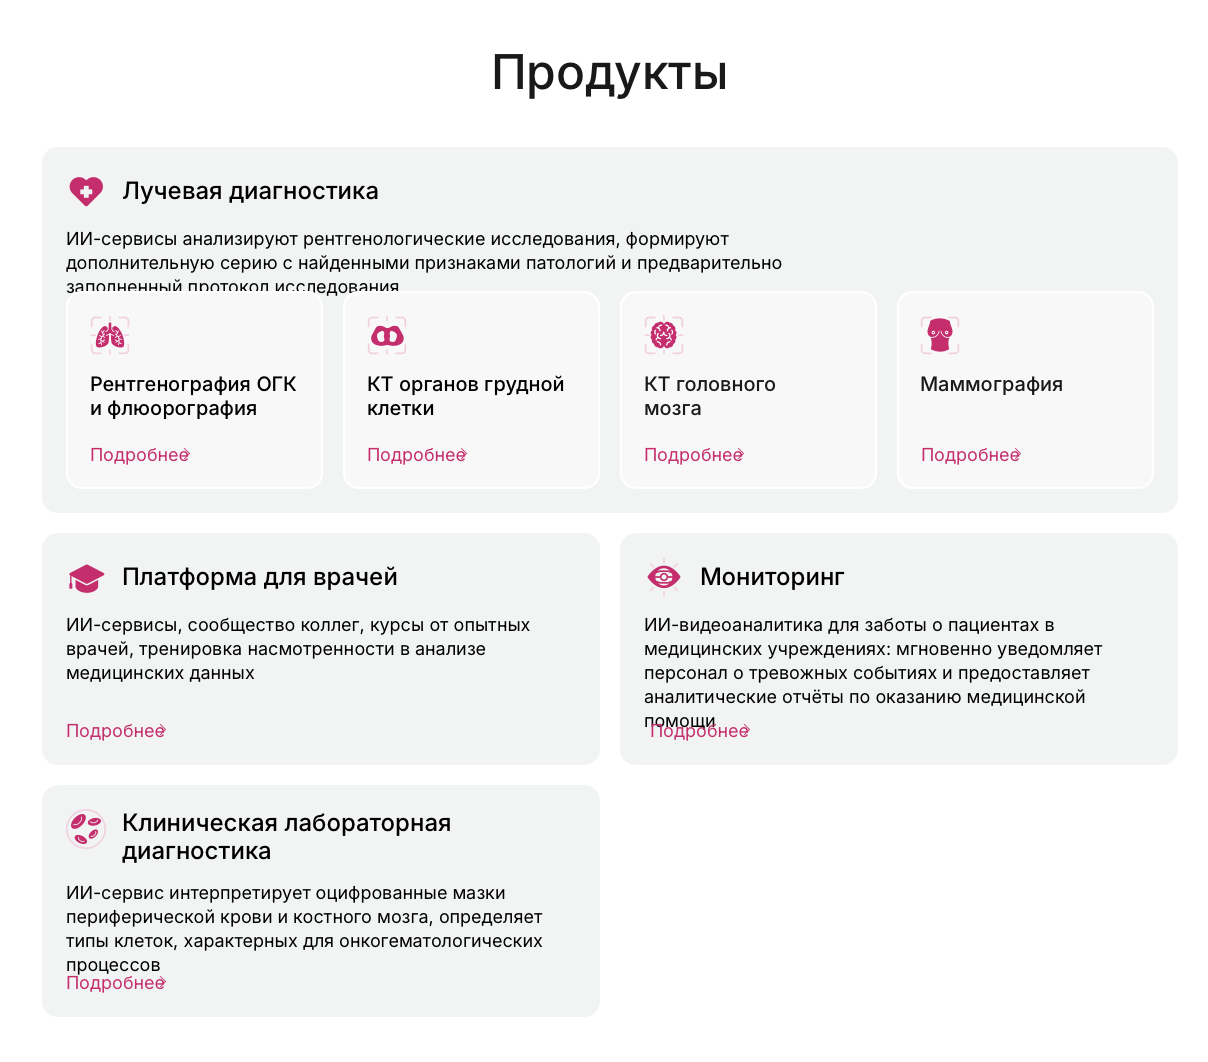 Продукты
Лучевая диагностика
ИИ-сервисы анализируют рентгенологические исследования, формируют
дополнительную серию с найденными признаками патологий и предварительно
заполненный протокол исследования
Рентгенография ОГК
и флюорография
Подробнее
КТ органов грудной
клетки
Подробнее
КТ головного
мозга
Подробнее
Маммография
Подробнее
Платформа для врачей
ИИ-сервисы, сообщество коллег, курсы от опытных
врачей, тренировка насмотренности в анализе
медицинских данных
Подробнее
Мониторинг
ИИ-видеоаналитика для заботы о пациентах в
медицинских учреждениях: мгновенно уведомляет
персонал о тревожных событиях и предоставляет
аналитические отчёты по оказанию медицинской
помощи
Подробнее
Клиническая лабораторная
диагностика
ИИ-сервис интерпретирует оцифрованные мазки
периферической крови и костного мозга, определяет
типы клеток, характерных для онкогематологических
процессов
Подробнее